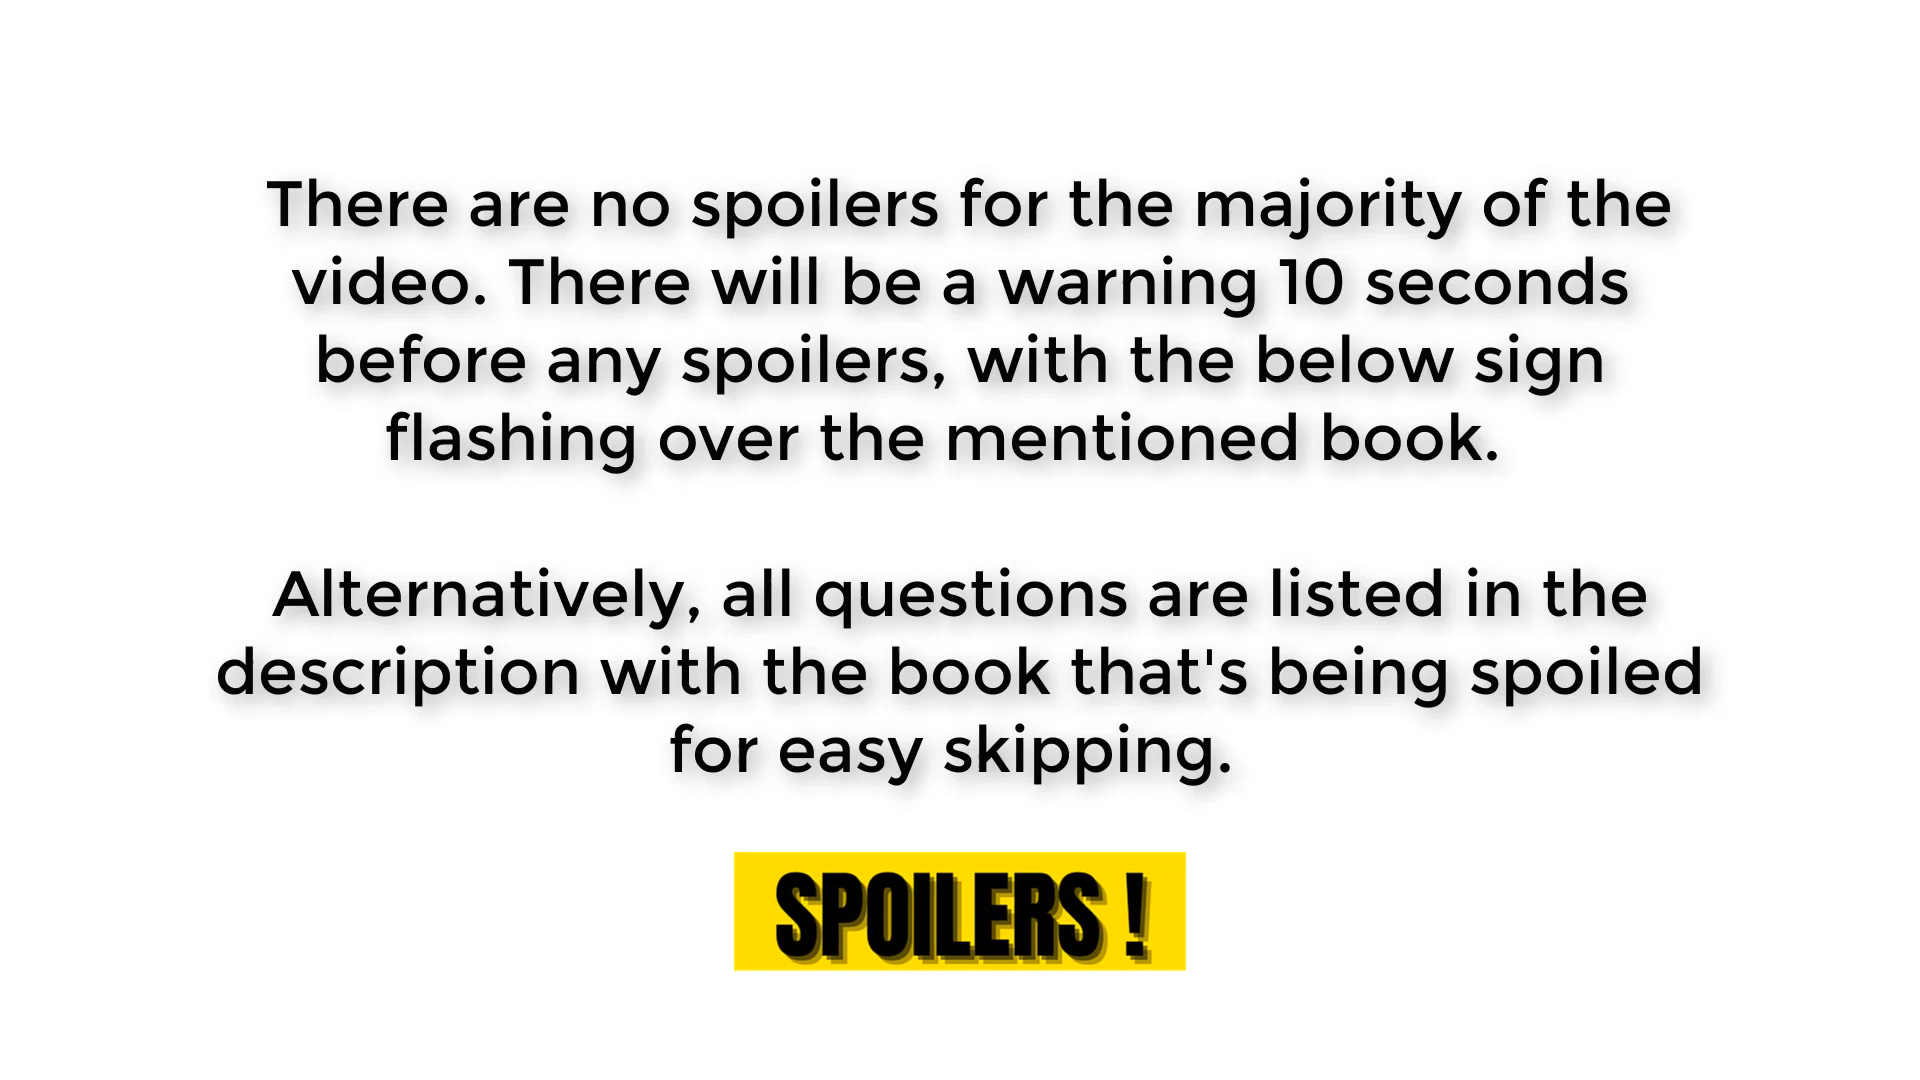 There are no spoilers for the majority of the
video. There will be a warning 10 seconds
before any spoilers, with the below sign
flashing over the mentioned book.
Alternatively, all questions are listed in the
description with the book that's being spoiled
for easy skipping.
SPOILERS !